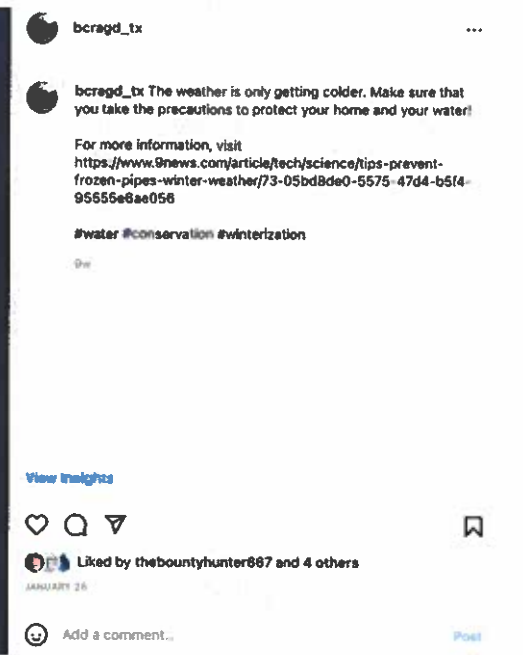 bcragd_tx
bcragd_tx The weather is only getting colder. Make sure that
you take the precautions to protect your home and your water!
For more information, visit
https://www.9news.com/article/tech/science/tips-prevent-
frozen-pipes-winter-weather/73-05bd8de0-5575-47d4-b5f4-
95655e6ae056
#water #conservation #winterization
9w
View Insights
Liked by thebountyhunter667 and 4 others
JANUARY 26
Add a comment...
Post